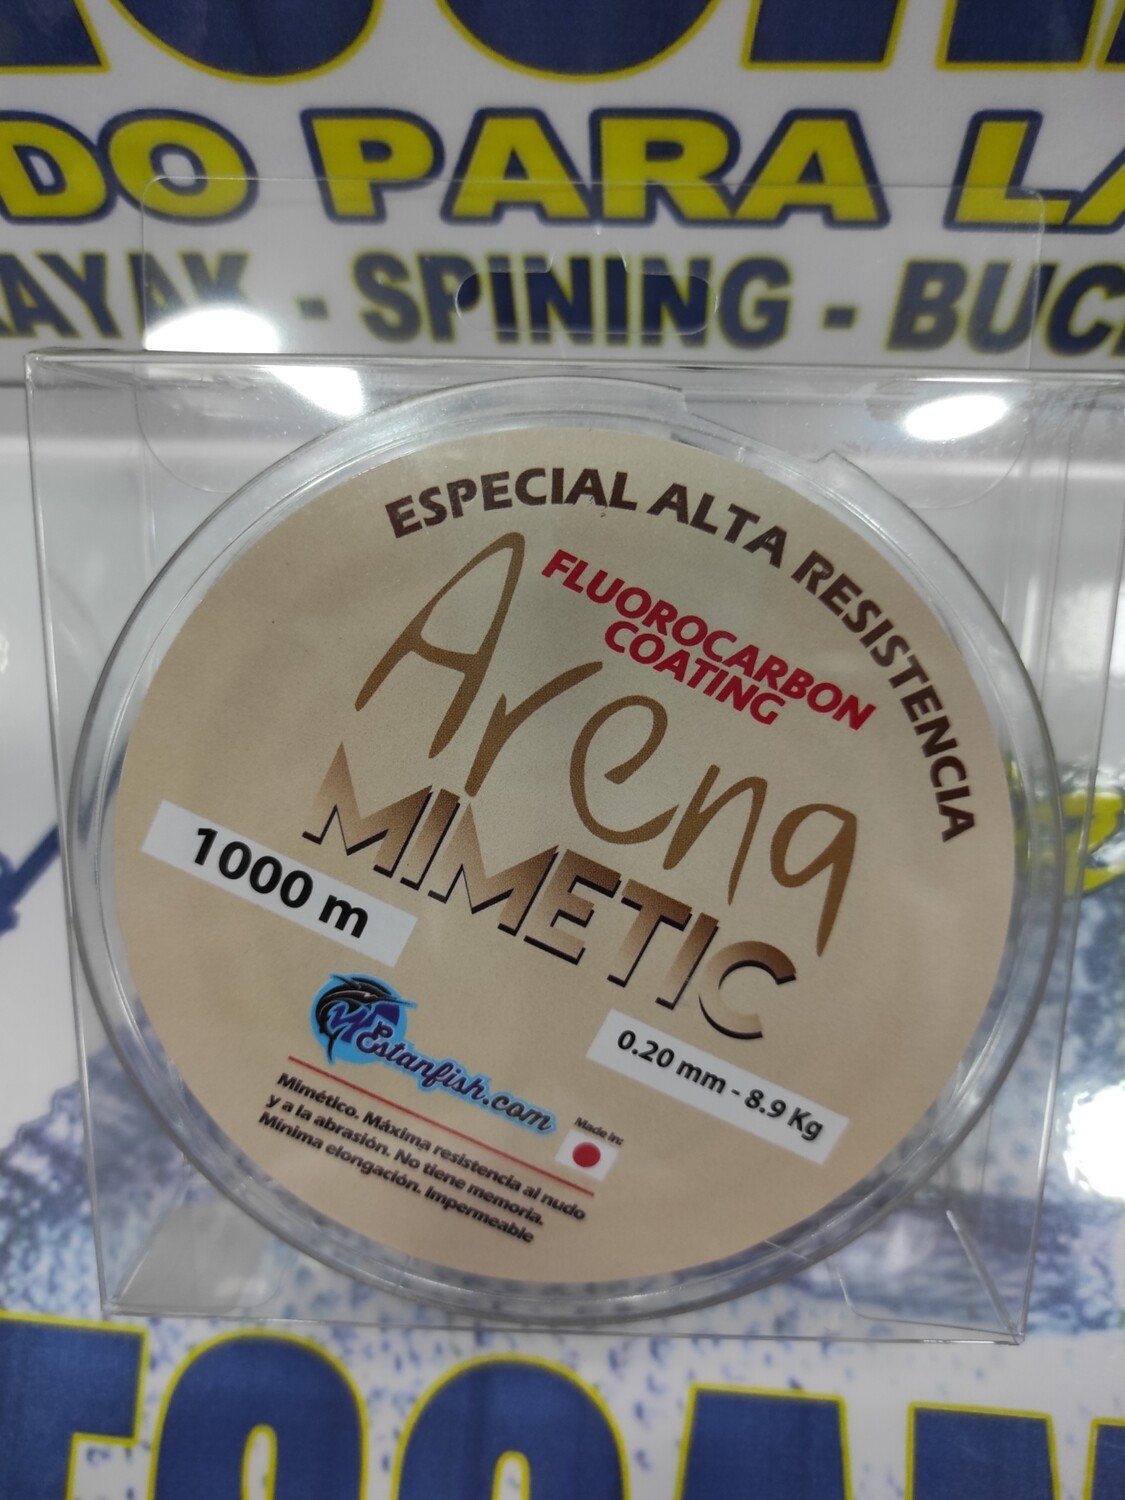 DO PARA LA
KAYAK - SPINING - BUC
ESPECIAL ALTA RESISTENCIA
FLUOROCARBON
COATING
Arena
MIMETIC
1000 m
Estanfish.com
0.20 mm - 8.9 Kg
Made in:
Mimético. Máxima resistencia al nudo
y a la abrasión. No tiene memoria.
Mínima elongación. Impermeable